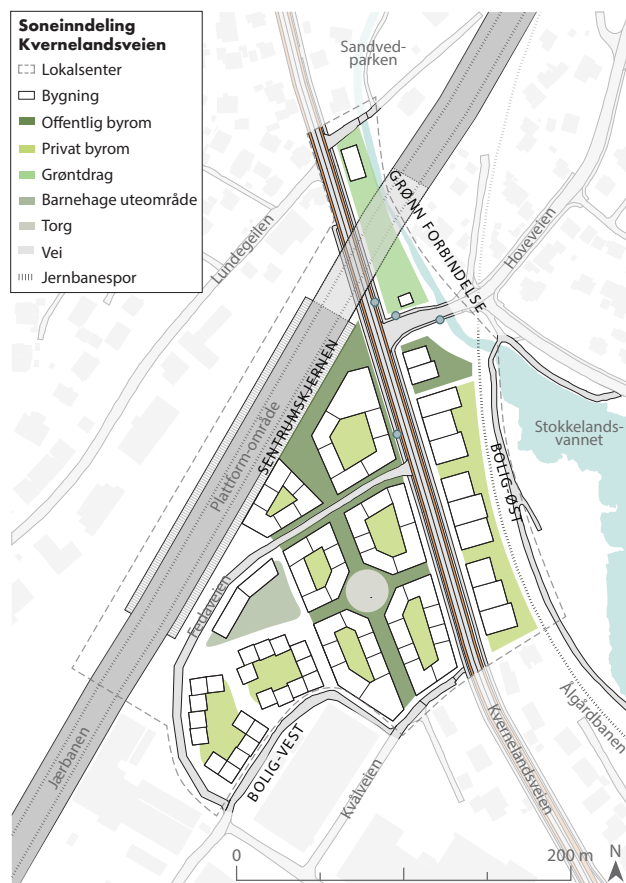 Soneinndeling
Kvernelandsveien
Lokalsenter
Bygning
Offentlig byrom
Privat byrom
Grøntdrag
Barnehage uteområde
Torg
Vei
Jernbanespor
Sandved-
parken
Lundegeilen
GRØNN FORBINDELSE
Hoveveien
SENTRUMSKJERNEN
Plattform-område
Stokkelands-
vannet
BOLIG-ØST
Fedaveien
Jærbanen
BOLIG-VEST
Kvålveien
Kvernelandsveien
Ålgårdbanen
0
200 m
N